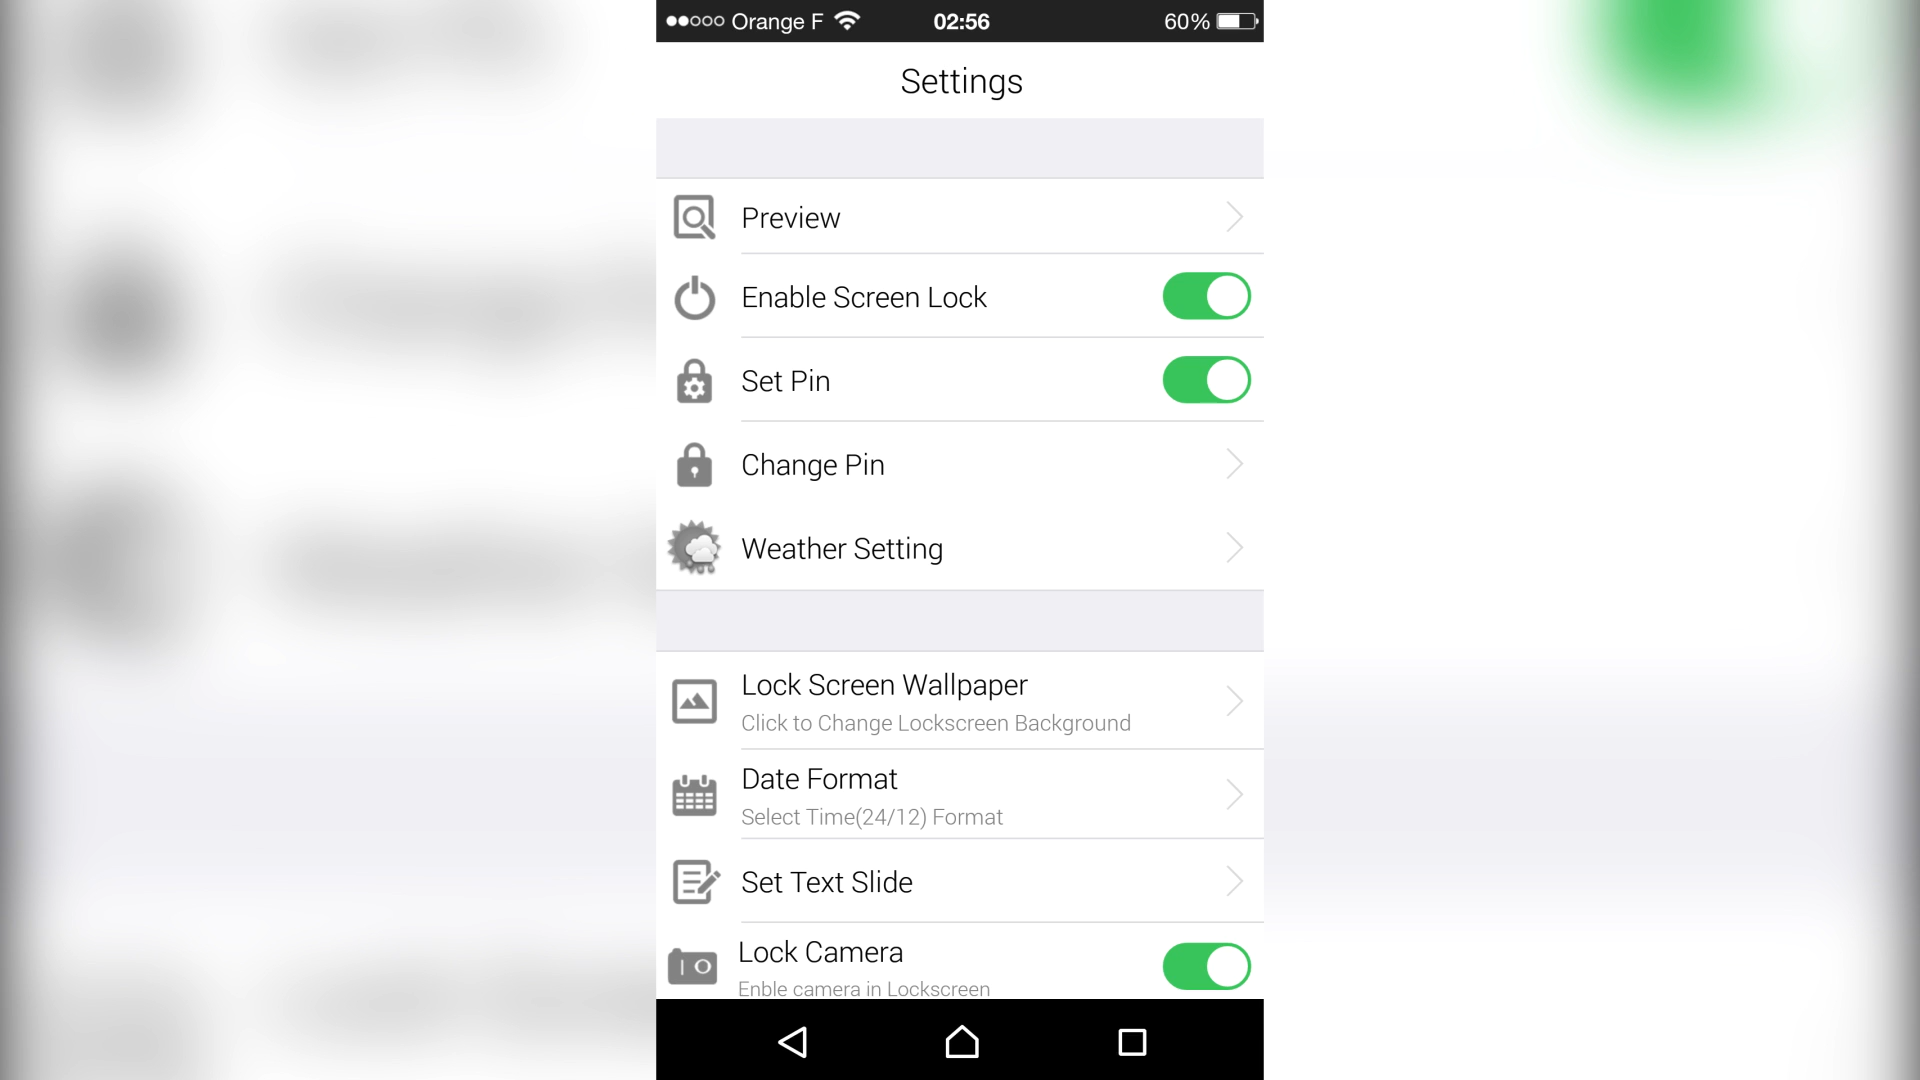 Orange F 02:56 60%
Settings
Preview
Enable Screen Lock
Set Pin
Change Pin
Weather Setting
Lock Screen Wallpaper
Click to Change Lockscreen Background
Date Format
Select Time(24/12) Format
Set Text Slide
Lock Camera
Enble camera in Lockscreen